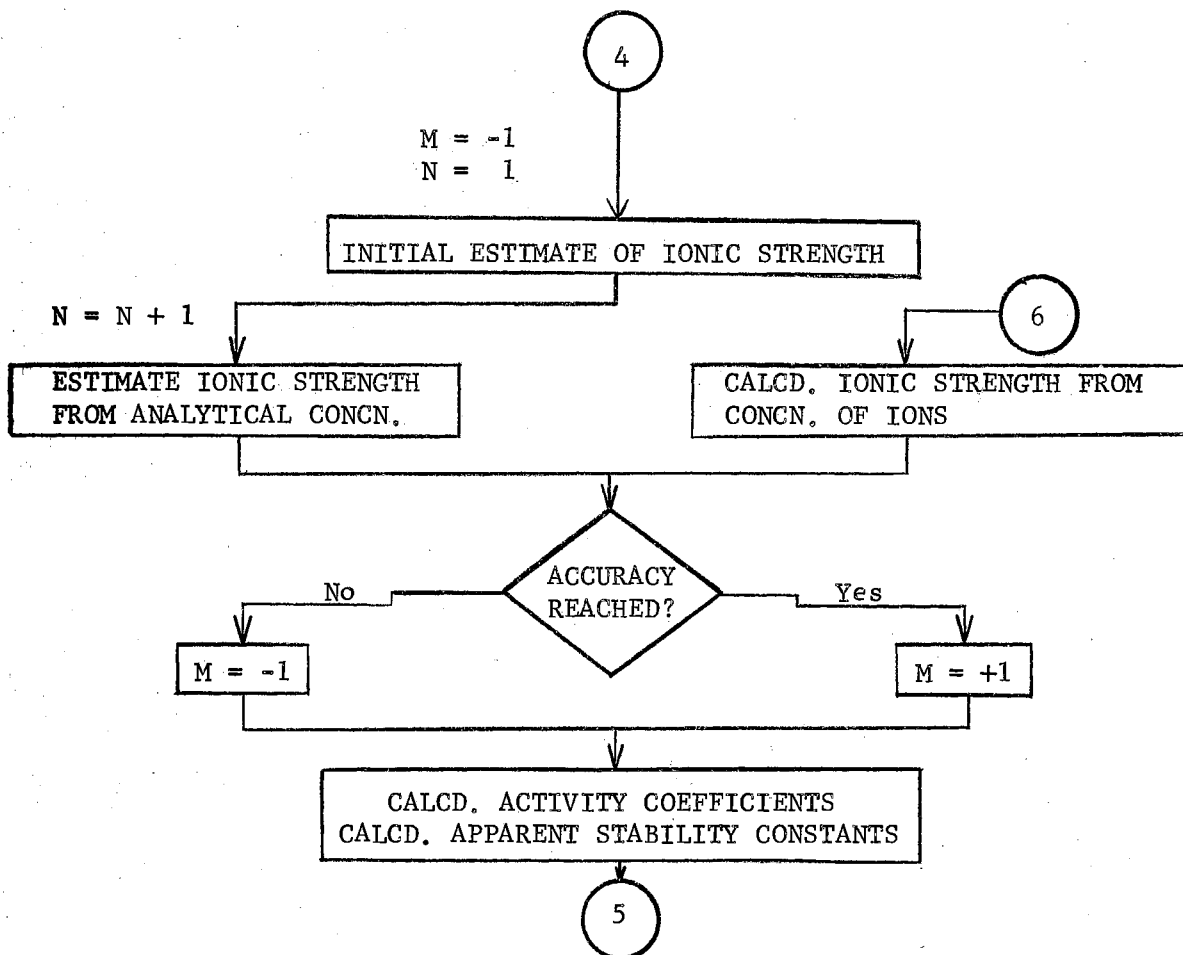 4
M = -1
N = 1
INITIAL ESTIMATE OF IONIC STRENGTH
N = N + 1
6
ESTIMATE IONIC STRENGTH
FROM ANALYTICAL CONCN.
CALCD. IONIC STRENGTH FROM
CONCN. OF IONS
ACCURACY
REACHED?
No
Yes
M = -1
M = +1
CALCD. ACTIVITY COEFFICIENTS
CALCD. APPARENT STABILITY CONSTANTS
5